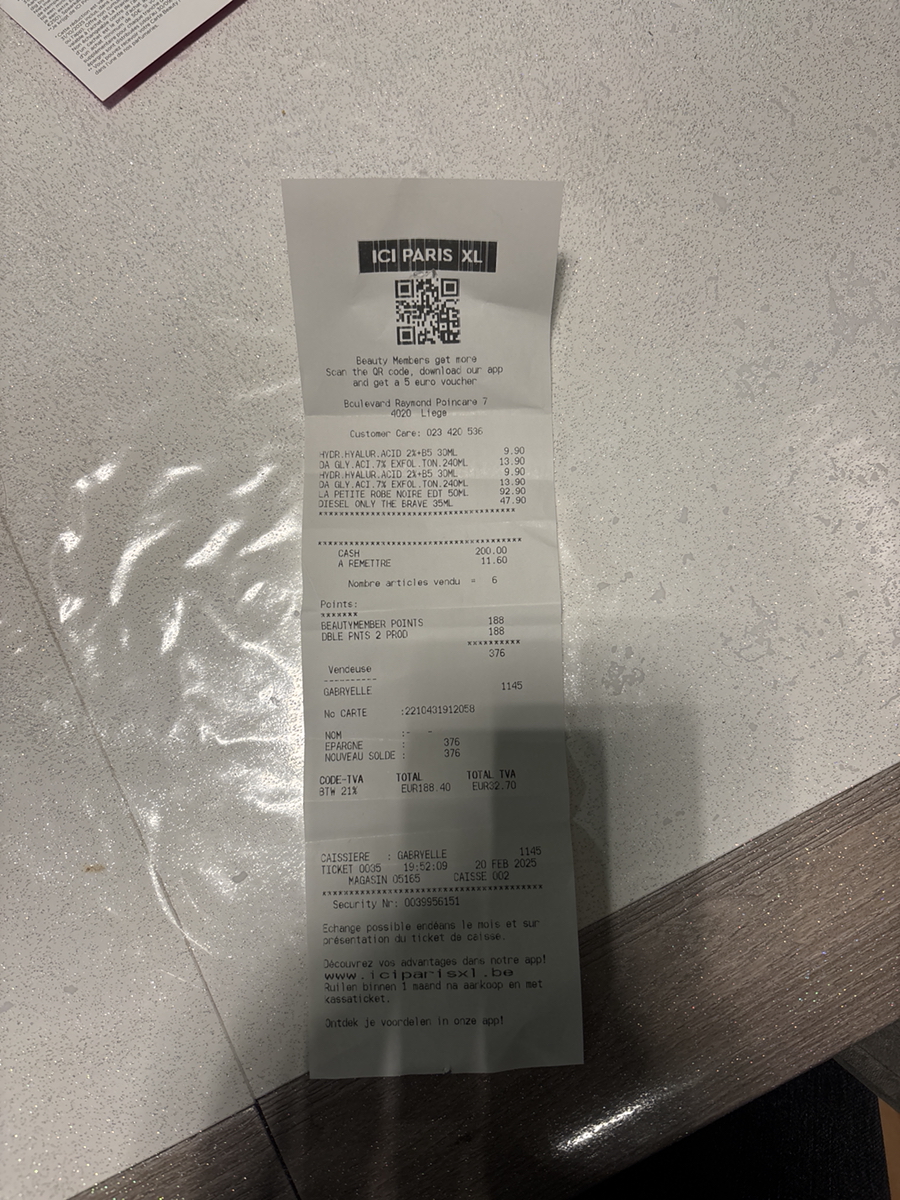 ICI PARIS XL
Beauty Members get more
Scan the QR code, download our app
and get a 5 euro voucher
Boulevard Raymond Poincare 7
4020 Liege
Customer Care: 023 420 536
HYDR.HYALUR.ACID 2%+B5 30ML 9.90
OA GLY.ACI.7% EXFOL.TON.240ML 13.90
HYDR.HYALUR.ACID 2%+B5 30ML 9.90
OA GLY.ACI.7% EXFOL.TON.240ML 13.90
LA PETITE ROBE NOIRE EDT 50ML 92.90
DIESEL ONLY THE BRAVE 35ML 47.90
CASH 200.00
A REMETTRE 11.60
Nombre articles vendu = 6
Points:
*******
BEAUTYMEMBER POINTS 188
DBLE PNTS 2 PROD 188
**********
376
Vendeuse
----------
GABRYELLE 1145
No CARTE :2210431912058
NOM :- -
EPARGNE : 376
NOUVEAU SOLDE : 376
CODE-TVA TOTAL TOTAL TVA
BTW 21% EUR188.40 EUR32.70
CAISSIERE : GABRYELLE 1145
TICKET 0035 19:52:09 20 FEB 2025
MAGASIN 05165 CAISSE 002
Security Nr: 0039956151
Echange possible endéans le mois et sur
présentation du ticket de caisse.
Découvrez vos advantages dans notre app!
www.iciparisxl.be
Ruilen binnen 1 maand na aankoop en met
kassaticket.
Ontdek je voordelen in onze app!